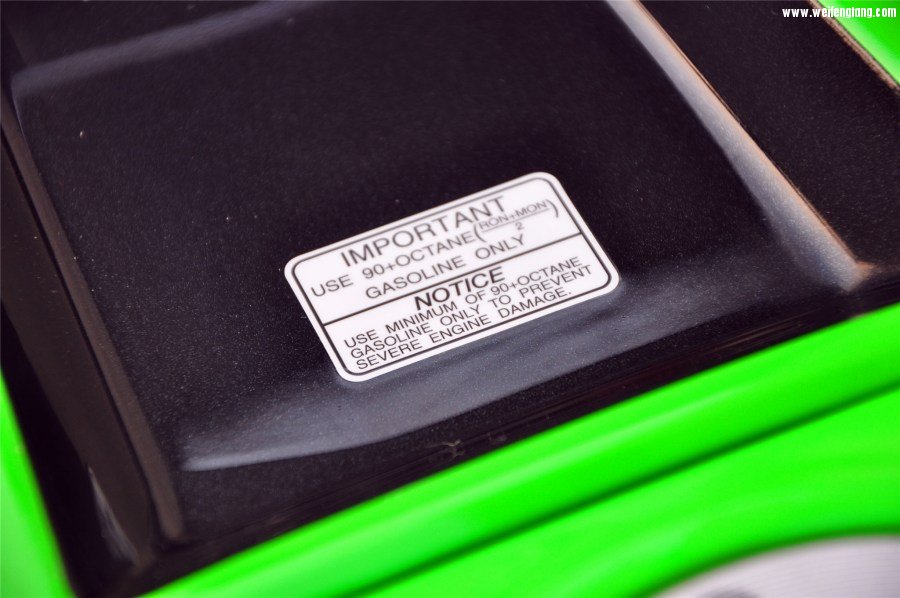 www.weifengtang.com
IMPORTANT
USE 90+OCTANE(RON+MON/2)
GASOLINE ONLY
NOTICE
USE MINIMUM OF 90+OCTANE
GASOLINE ONLY TO PREVENT
SEVERE ENGINE DAMAGE.